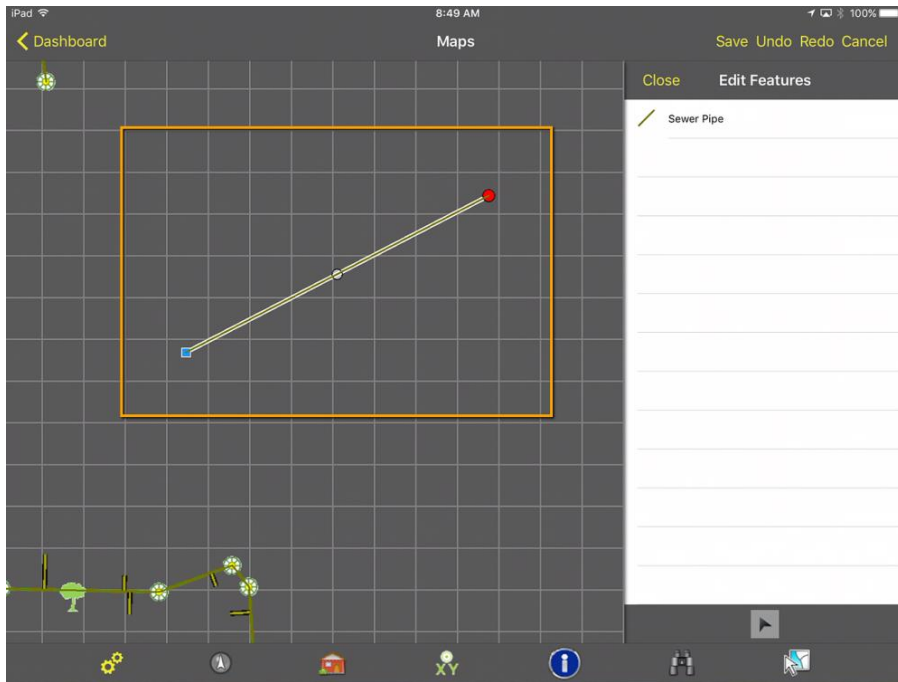 iPad 8:49 AM 100%
Dashboard Maps Save Undo Redo Cancel
Close Edit Features
Sewer Pipe
XY